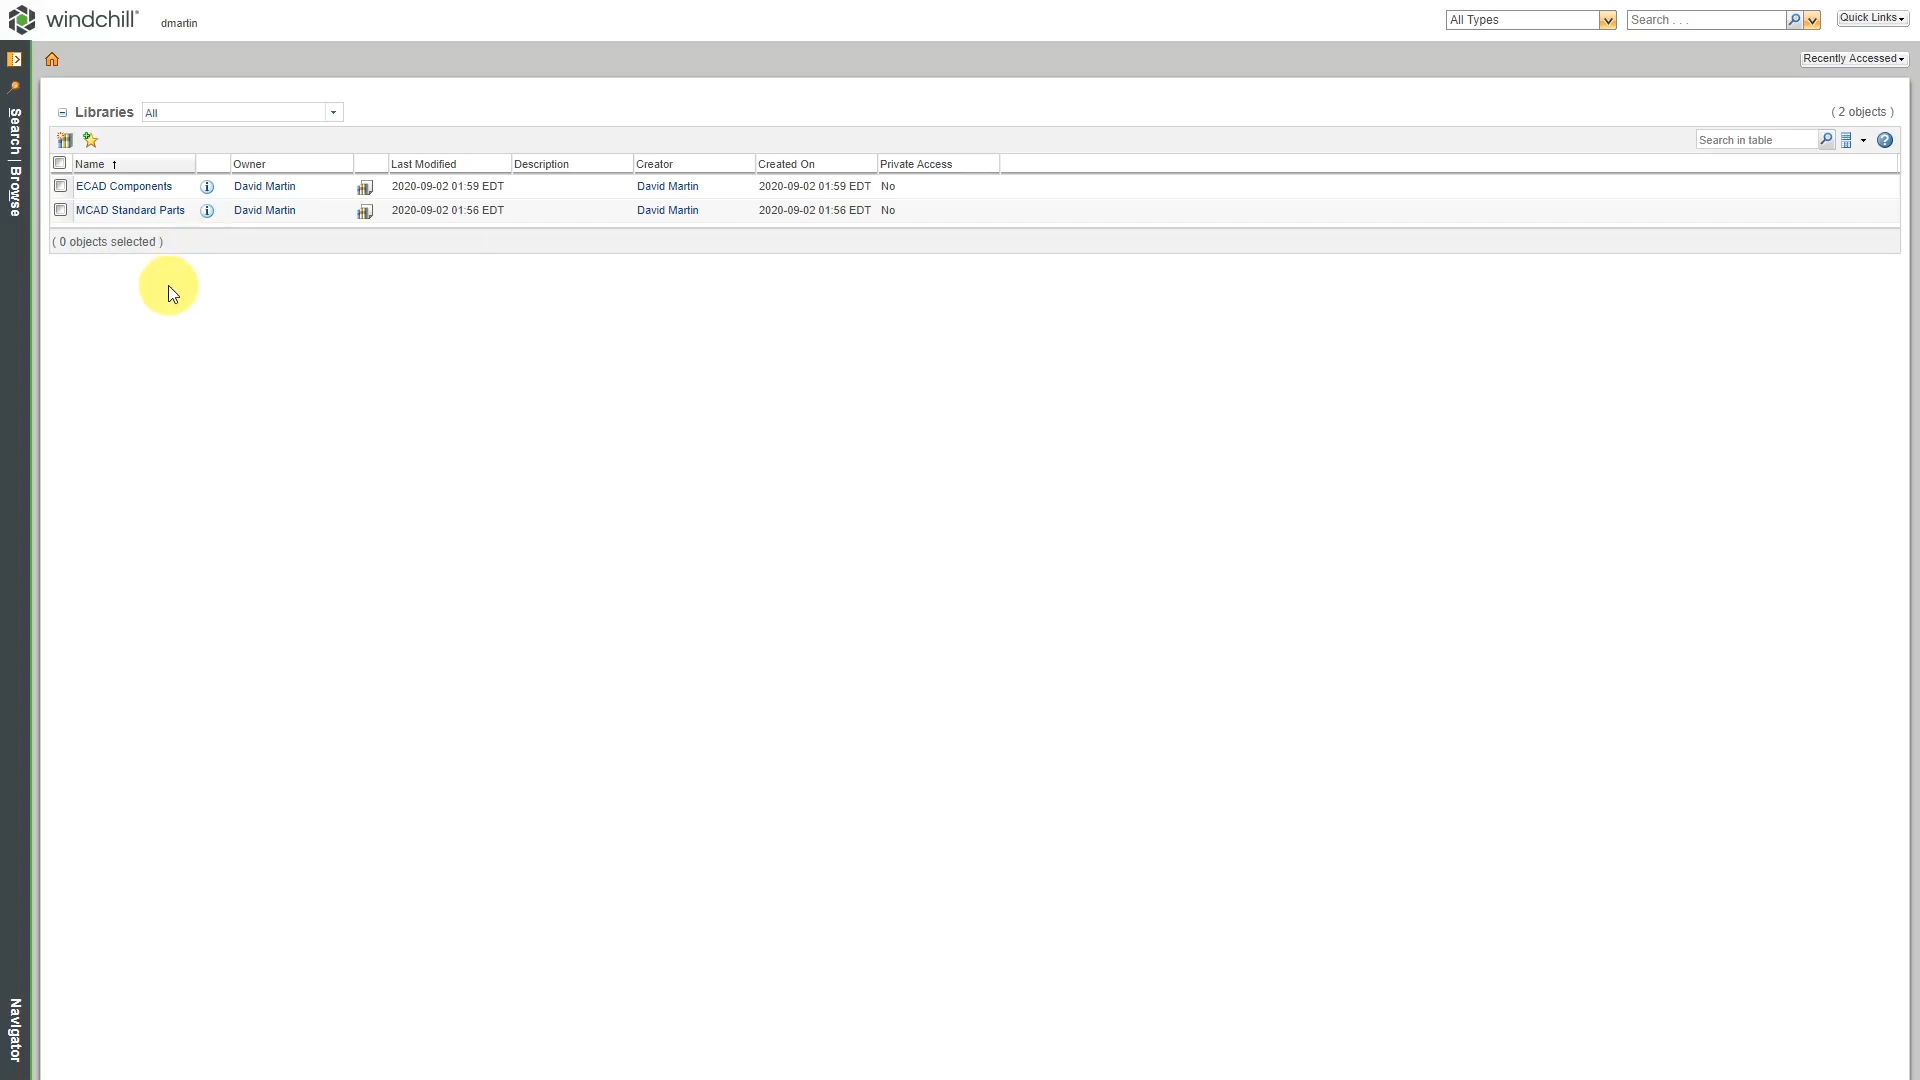 windchill® dmartin All Types Search . . . Quick Links
Recently Accessed
Libraries All ( 2 objects )
Search in table
Name ↑ Owner Last Modified Description Creator Created On Private Access
ECAD Components David Martin 2020-09-02 01:59 EDT David Martin 2020-09-02 01:59 EDT No
MCAD Standard Parts David Martin 2020-09-02 01:56 EDT David Martin 2020-09-02 01:56 EDT No
( 0 objects selected )
Search | Browse
Navigator